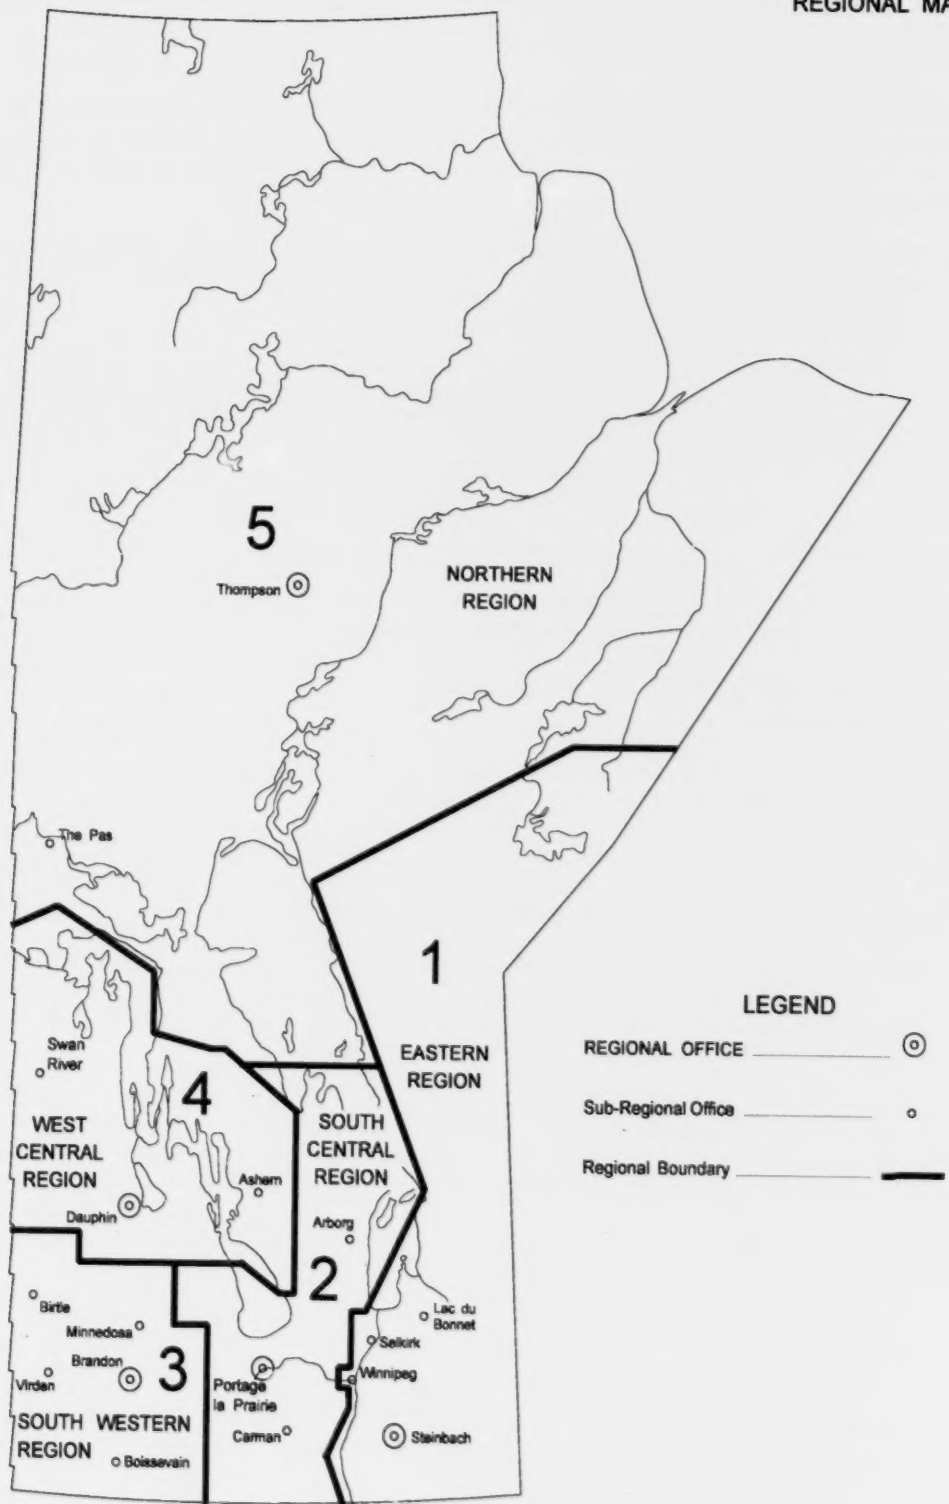 REGIONAL MA
5
Thompson
NORTHERN
REGION
The Pas
1
EASTERN
REGION
LEGEND
REGIONAL OFFICE
Sub-Regional Office
Regional Boundary
Swan
River
4
WEST
CENTRAL
REGION
SOUTH
CENTRAL
REGION
Ashern
Dauphin
Arborg
2
Birtle
Minnedosa
Brandon
3
Virden
SOUTH WESTERN
REGION
Boissevain
Portage
la Prairie
Carman
Lac du
Bonnet
Selkirk
Winnipeg
Steinbach